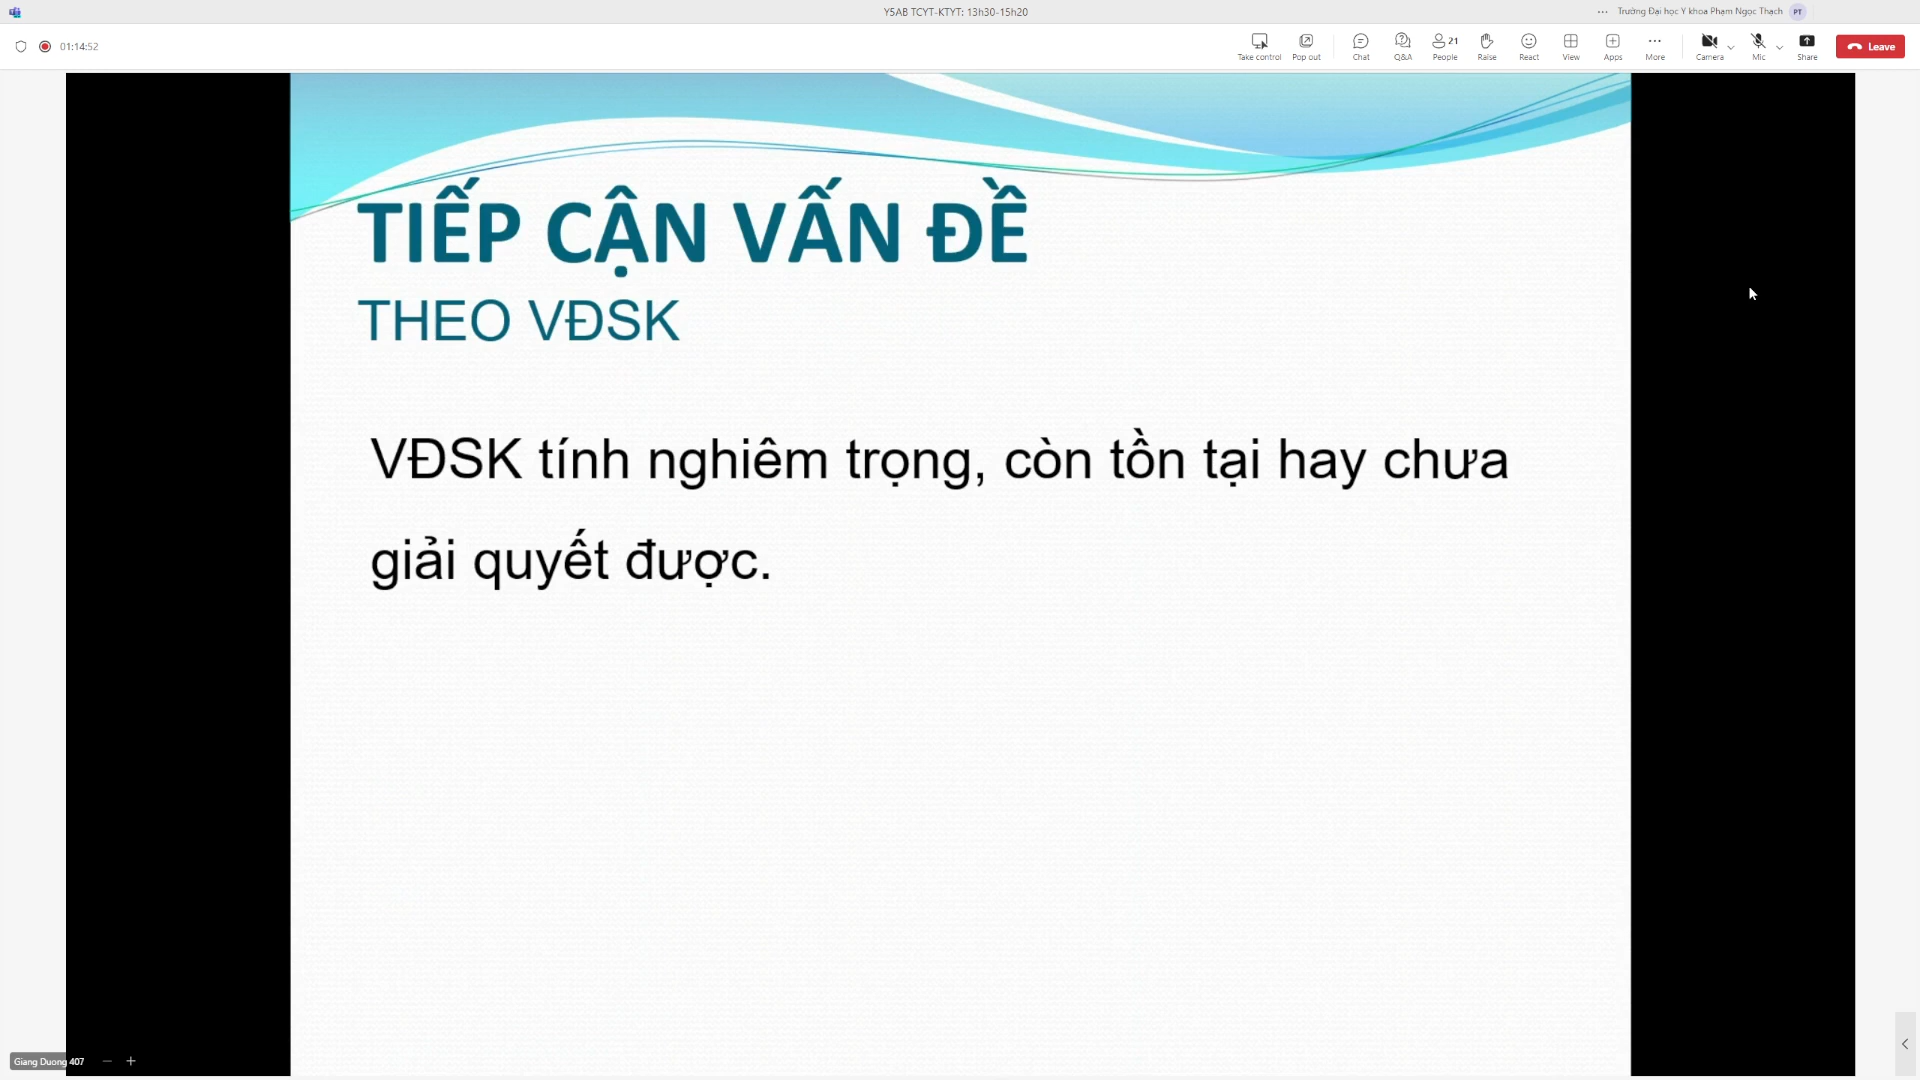 Y5AB TCYT-KTYT: 13h30-15h20
Trường Đại học Y khoa Phạm Ngọc Thạch PT
01:14:52
Take control Pop out Chat Q&A 21 People Raise React View Apps More Camera Mic Share Leave
TIẾP CẬN VẤN ĐỀ
THEO VĐSK
VĐSK tính nghiêm trọng, còn tồn tại hay chưa
giải quyết được.
Giang Duong 407